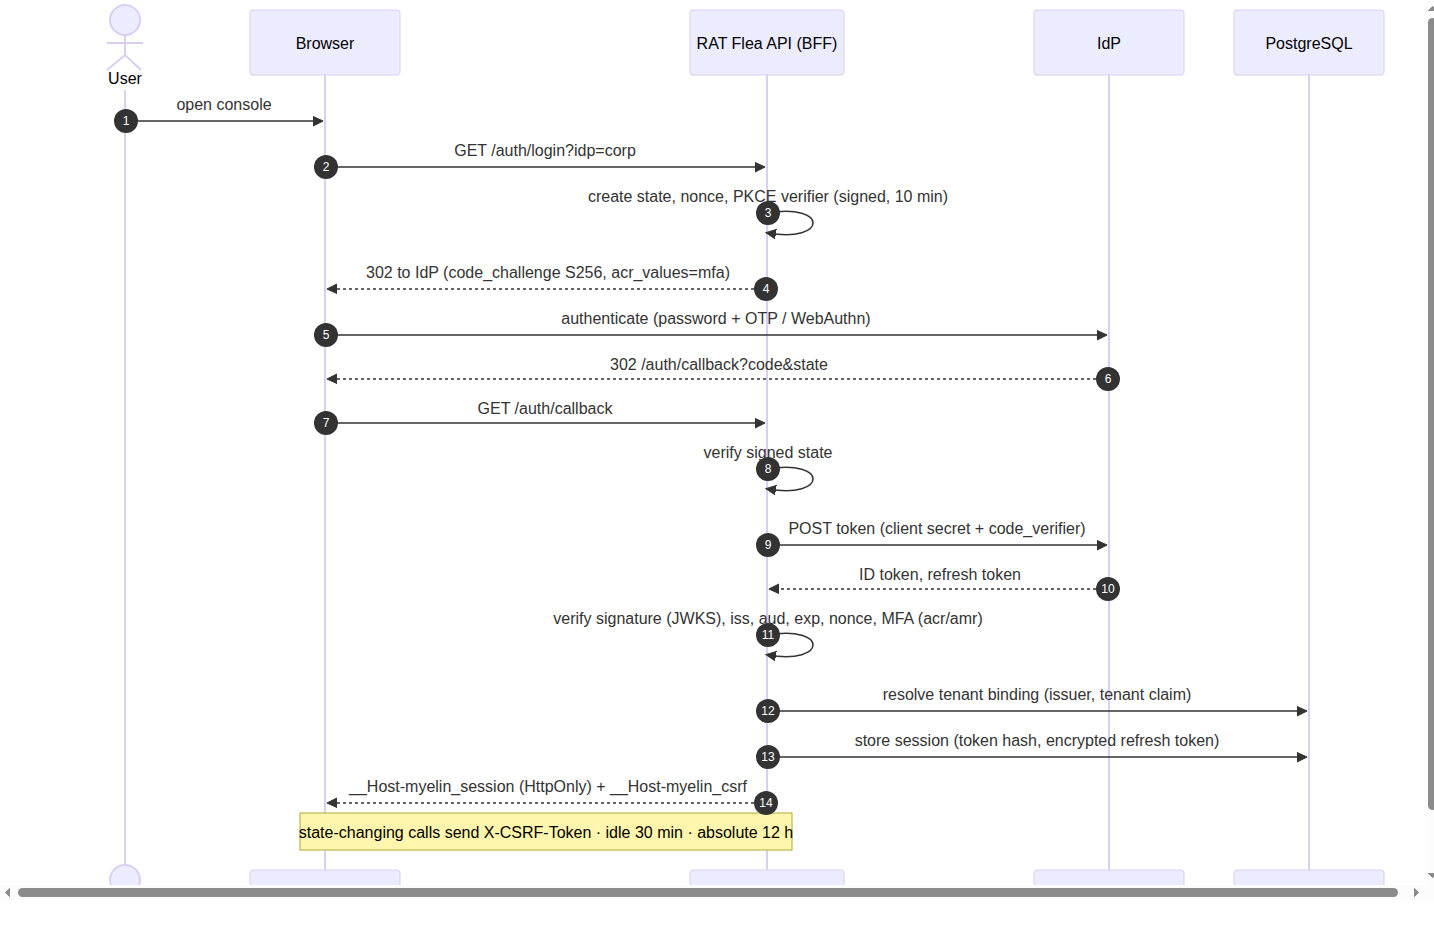 User
Browser
RAT Flea API (BFF)
IdP
PostgreSQL
1
open console
2
GET /auth/login?idp=corp
create state, nonce, PKCE verifier (signed, 10 min)
3
302 to IdP (code_challenge S256, acr_values=mfa)
4
5
authenticate (password + OTP / WebAuthn)
302 /auth/callback?code&state
6
7
GET /auth/callback
verify signed state
8
9
POST token (client secret + code_verifier)
ID token, refresh token
10
verify signature (JWKS), iss, aud, exp, nonce, MFA (acr/amr)
11
12
resolve tenant binding (issuer, tenant claim)
13
store session (token hash, encrypted refresh token)
__Host-myelin_session (HttpOnly) + __Host-myelin_csrf
14
state-changing calls send X-CSRF-Token · idle 30 min · absolute 12 h